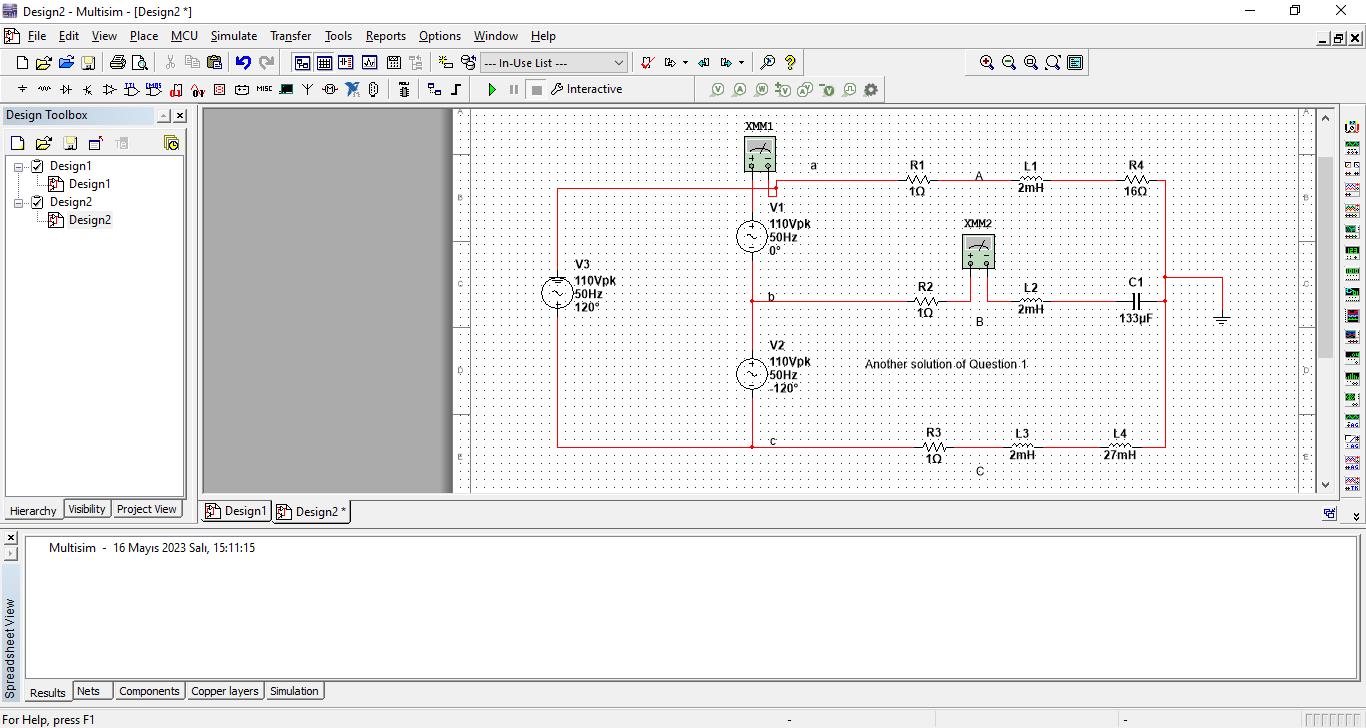 Design2 - Multisim - [Design2 *]
File Edit View Place MCU Simulate Transfer Tools Reports Options Window Help
--- In-Use List ---
MISC Interactive
Design Toolbox
Design1
Design1
Design2
Design2
Hierarchy Visibility Project View
XMM1
a
R1
1Ω
A
L1
2mH
R4
16Ω
V1
110Vpk
50Hz
0°
XMM2
V3
110Vpk
50Hz
120°
b
R2
1Ω
B
L2
2mH
C1
133µF
V2
110Vpk
50Hz
-120°
Another solution of Question 1
c
R3
1Ω
C
L3
2mH
L4
27mH
Design1 Design2 *
Multisim - 16 Mayıs 2023 Salı, 15:11:15
Spreadsheet View
Results Nets Components Copper layers Simulation
For Help, press F1 - -